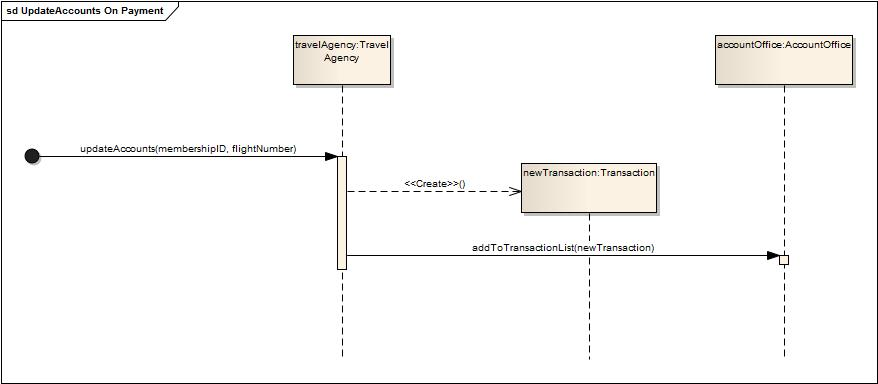 sd UpdateAccounts On Payment
travelAgency:Travel
Agency
accountOffice:AccountOffice
updateAccounts(membershipID, flightNumber)
newTransaction:Transaction
<<Create>>()
addToTransactionList(newTransaction)